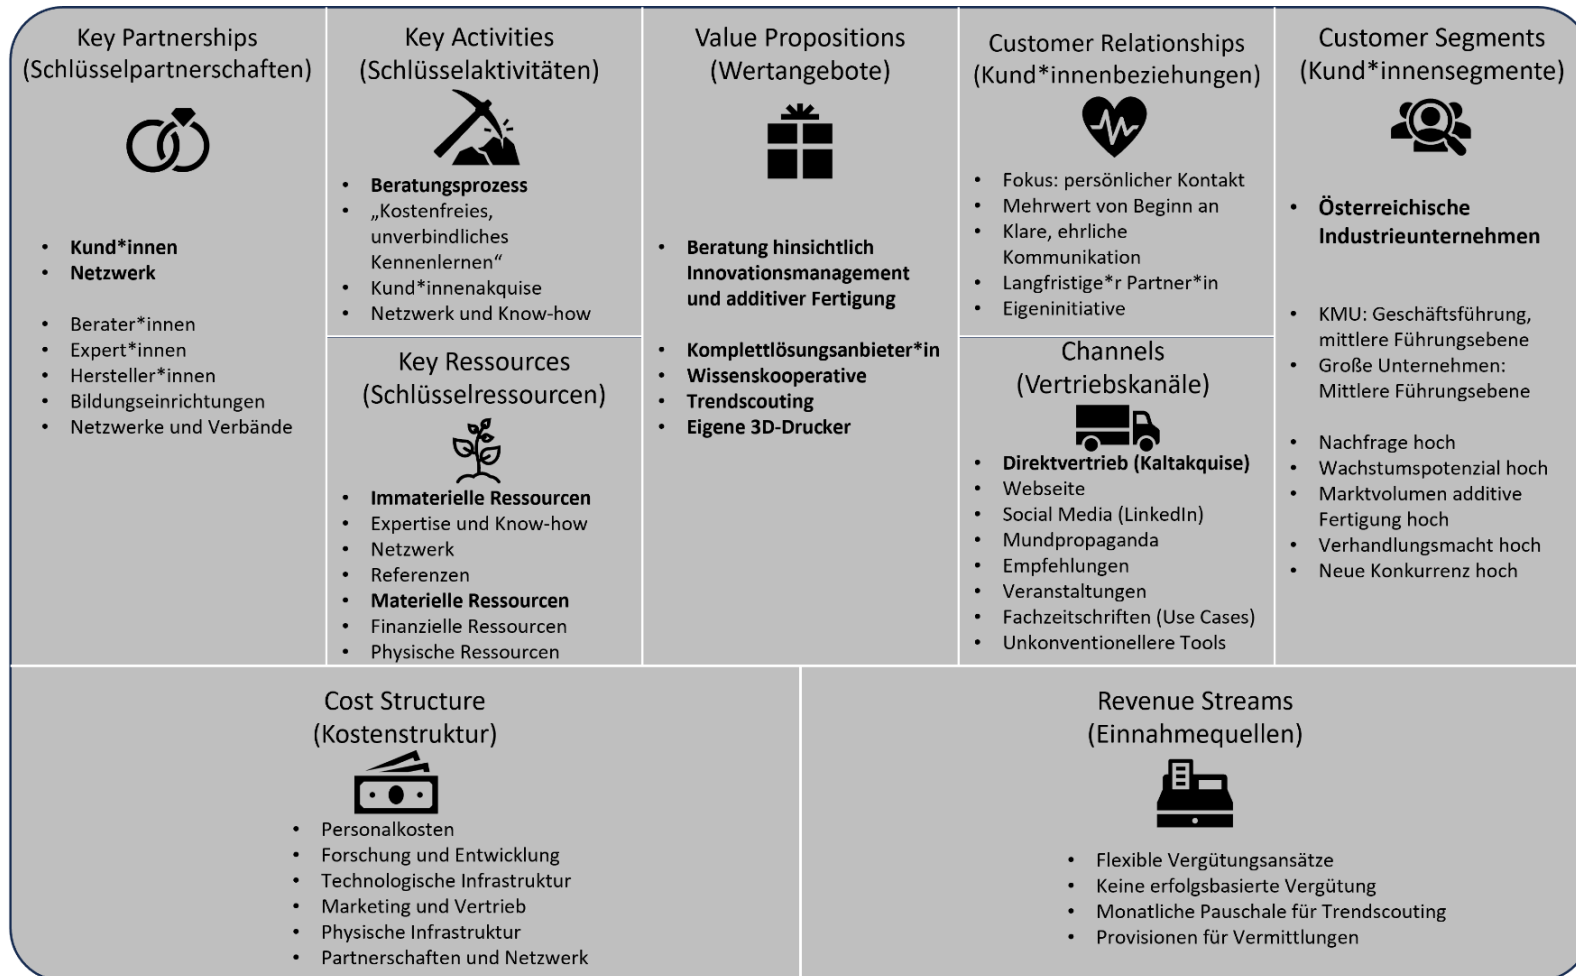 Key Partnerships
(Schlüsselpartnerschaften)
• Kund*innen
• Netzwerk
• Berater*innen
• Expert*innen
• Hersteller*innen
• Bildungseinrichtungen
• Netzwerke und Verbände
Key Activities
(Schlüsselaktivitäten)
• Beratungsprozess
• „Kostenfreies,
unverbindliches
Kennenlernen“
• Kund*innenakquise
• Netzwerk und Know-how
Key Ressources
(Schlüsselressourcen)
• Immaterielle Ressourcen
• Expertise und Know-how
• Netzwerk
• Referenzen
• Materielle Ressourcen
• Finanzielle Ressourcen
• Physische Ressourcen
Value Propositions
(Wertangebote)
• Beratung hinsichtlich
Innovationsmanagement
und additiver Fertigung
• Komplettlösungsanbieter*in
• Wissenskooperative
• Trendscouting
• Eigene 3D-Drucker
Customer Relationships
(Kund*innenbeziehungen)
• Fokus: persönlicher Kontakt
• Mehrwert von Beginn an
• Klare, ehrliche
Kommunikation
• Langfristige*r Partner*in
• Eigeninitiative
Channels
(Vertriebskanäle)
• Direktvertrieb (Kaltakquise)
• Webseite
• Social Media (LinkedIn)
• Mundpropaganda
• Empfehlungen
• Veranstaltungen
• Fachzeitschriften (Use Cases)
• Unkonventionellere Tools
Customer Segments
(Kund*innensegmente)
• Österreichische
Industrieunternehmen
• KMU: Geschäftsführung,
mittlere Führungsebene
• Große Unternehmen:
Mittlere Führungsebene
• Nachfrage hoch
• Wachstumspotenzial hoch
• Marktvolumen additive
Fertigung hoch
• Verhandlungsmacht hoch
• Neue Konkurrenz hoch
Cost Structure
(Kostenstruktur)
• Personalkosten
• Forschung und Entwicklung
• Technologische Infrastruktur
• Marketing und Vertrieb
• Physische Infrastruktur
• Partnerschaften und Netzwerk
Revenue Streams
(Einnahmequellen)
• Flexible Vergütungsansätze
• Keine erfolgsbasierte Vergütung
• Monatliche Pauschale für Trendscouting
• Provisionen für Vermittlungen